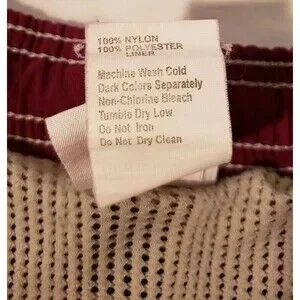 100% NYLON
100% POLYESTER
LINER
Machine Wash Cold
Dark Colors Separately
Non-Chlorine Bleach
Tumble Dry Low
Do Not Iron
Do Not Dry Clean